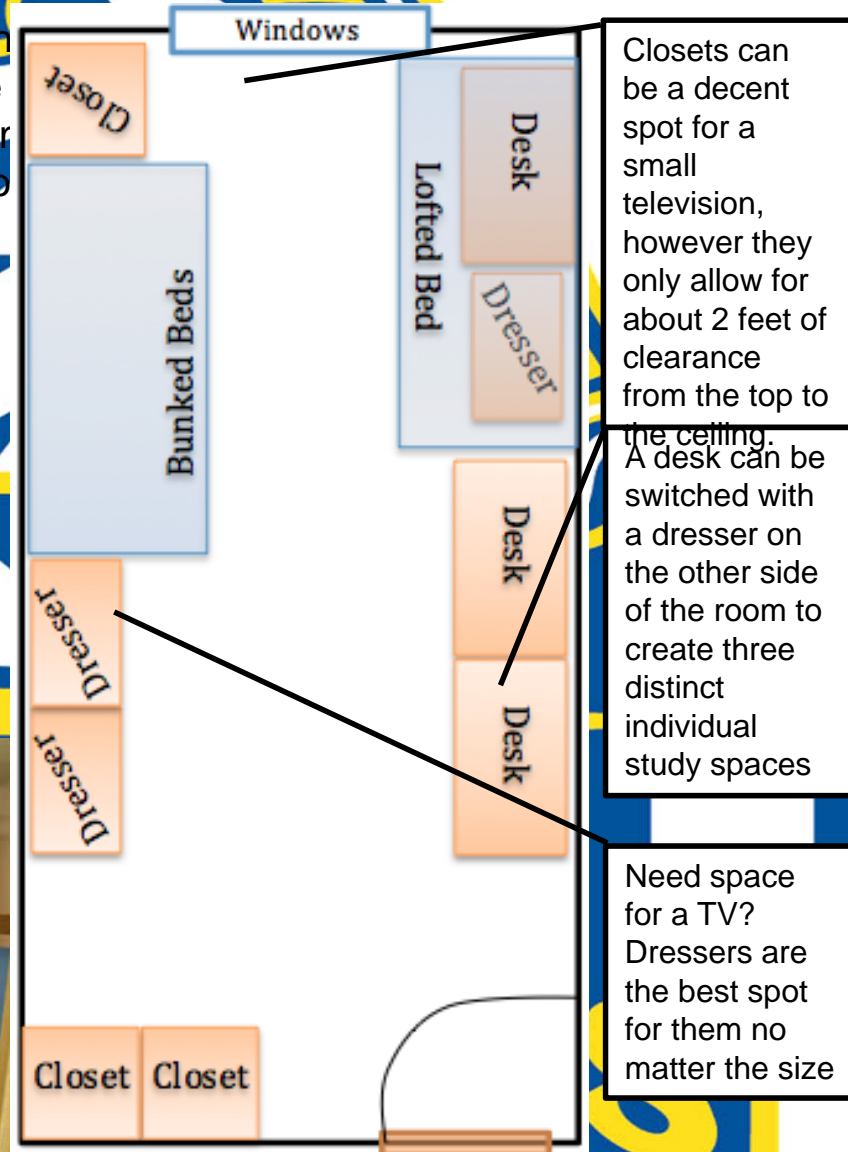 Windows
Closet
Desk
Lofted Bed
Dresser
Bunked Beds
Desk
Dresser
Desk
Dresser
Closet
Closet
Closets can
be a decent
spot for a
small
television,
however they
only allow for
about 2 feet of
clearance
from the top to
the ceiling.
A desk can be
switched with
a dresser on
the other side
of the room to
create three
distinct
individual
study spaces
Need space
for a TV?
Dressers are
the best spot
for them no
matter the size